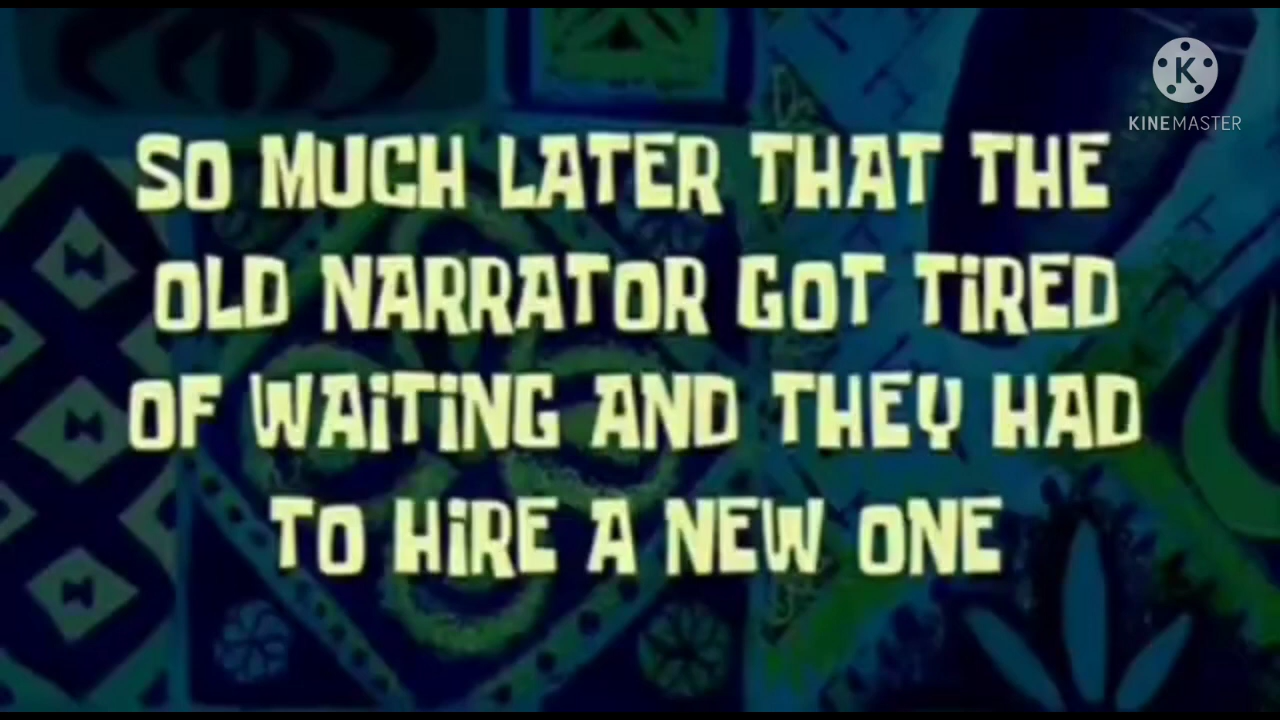 K
KINEMASTER
SO MUCH LATER THAT THE
OLD NARRATOR GOT TiRED
OF WAiTiNG AND THEY HAD
TO HiRE A NEW ONE